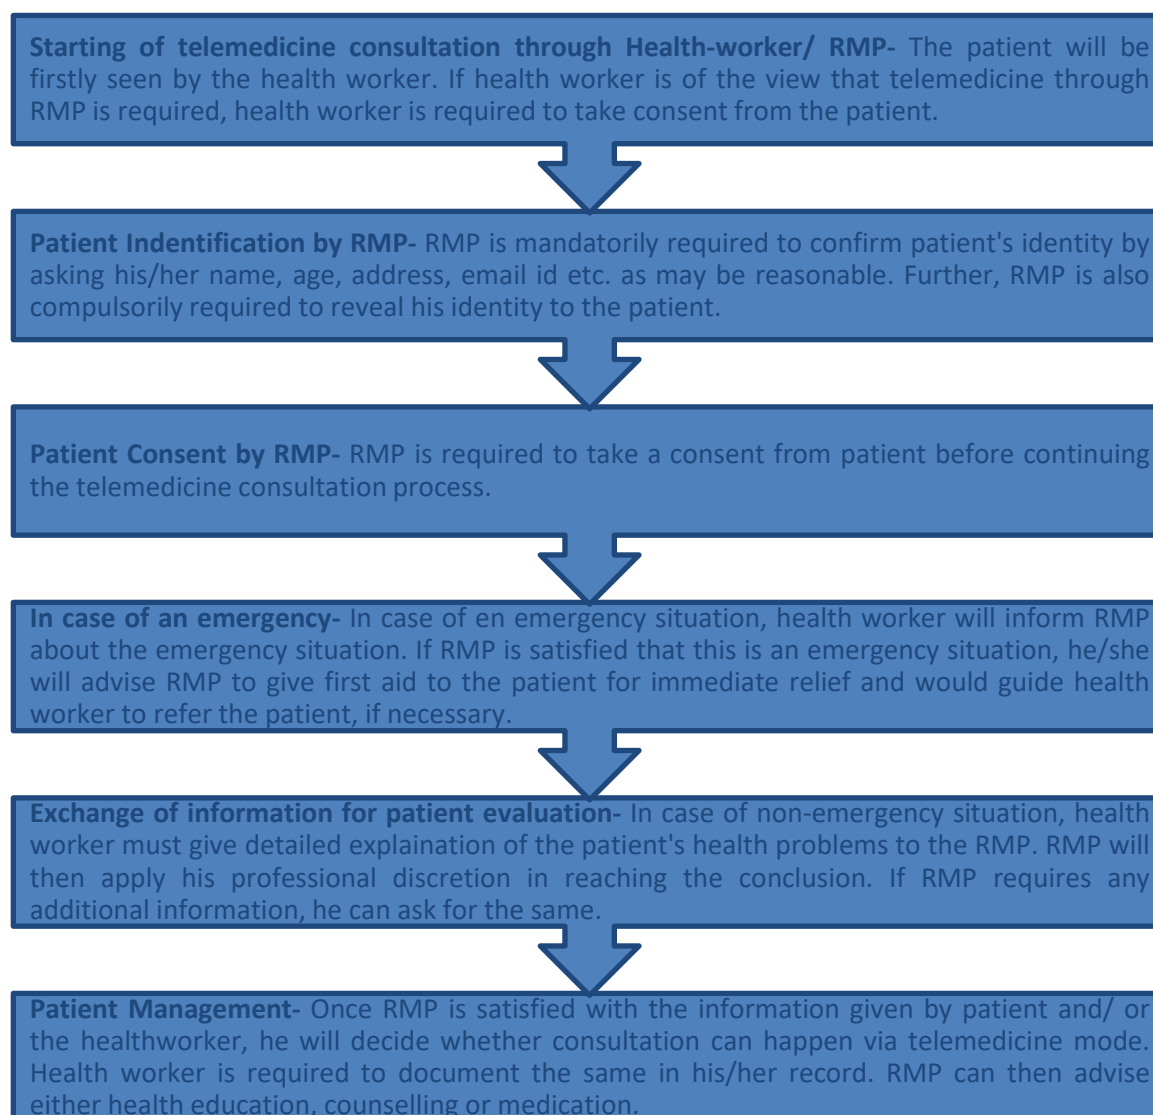 Starting of telemedicine consultation through Health-worker/ RMP- The patient will be
firstly seen by the health worker. If health worker is of the view that telemedicine through
RMP is required, health worker is required to take consent from the patient.
Patient Indentification by RMP- RMP is mandatorily required to confirm patient's identity by
asking his/her name, age, address, email id etc. as may be reasonable. Further, RMP is also
compulsorily required to reveal his identity to the patient.
Patient Consent by RMP- RMP is required to take a consent from patient before continuing
the telemedicine consultation process.
In case of an emergency- In case of en emergency situation, health worker will inform RMP
about the emergency situation. If RMP is satisfied that this is an emergency situation, he/she
will advise RMP to give first aid to the patient for immediate relief and would guide health
worker to refer the patient, if necessary.
Exchange of information for patient evaluation- In case of non-emergency situation, health
worker must give detailed explaination of the patient's health problems to the RMP. RMP will
then apply his professional discretion in reaching the conclusion. If RMP requires any
additional information, he can ask for the same.
Patient Management- Once RMP is satisfied with the information given by patient and/ or
the healthworker, he will decide whether consultation can happen via telemedicine mode.
Health worker is required to document the same in his/her record. RMP can then advise
either health education, counselling or medication.